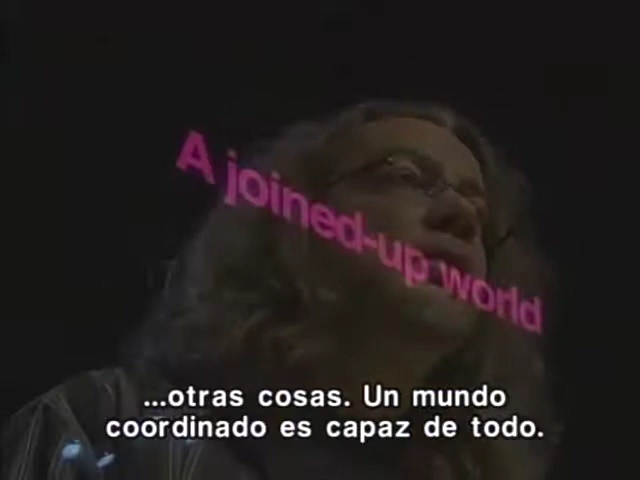 A joined-up world
...otras cosas. Un mundo
coordinado es capaz de todo.